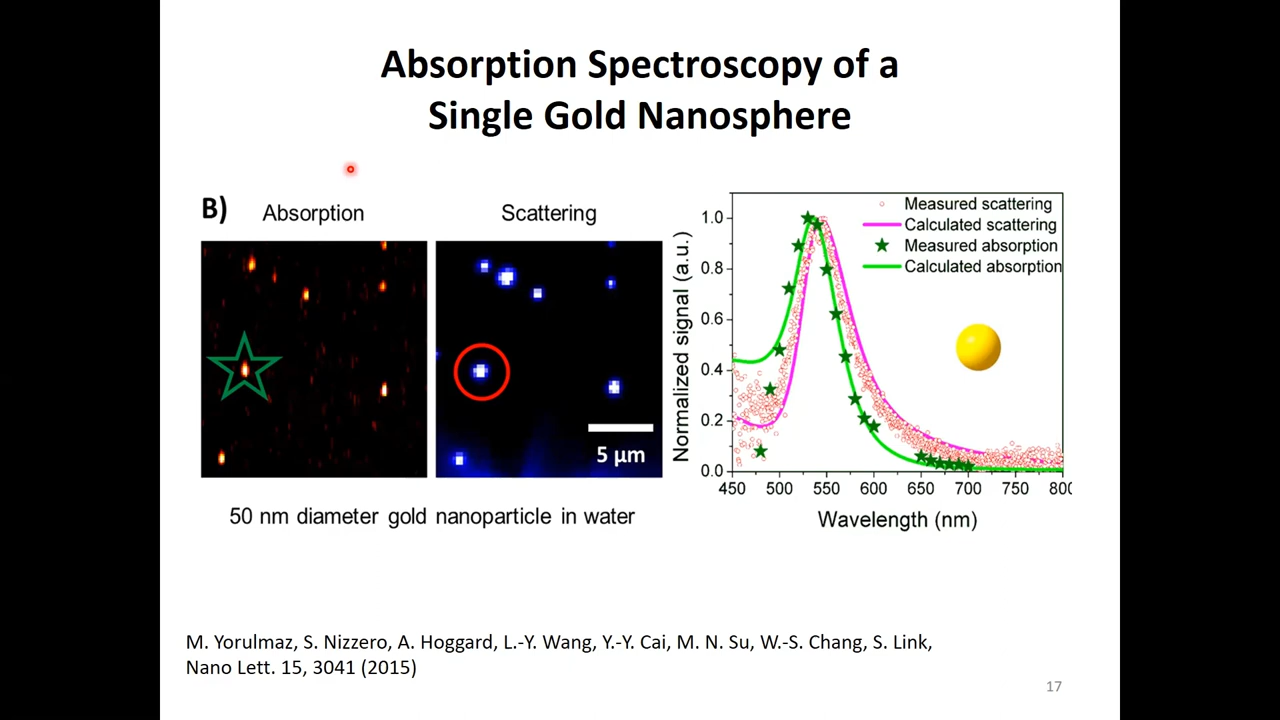 Absorption Spectroscopy of a
Single Gold Nanosphere
B)
Absorption
Scattering
5 µm
50 nm diameter gold nanoparticle in water
Normalized signal (a.u.)
1.0
0.8
0.6
0.4
0.2
0.0
Measured scattering
Calculated scattering
Measured absorption
Calculated absorption
450 500 550 600 650 700 750 800
Wavelength (nm)
M. Yorulmaz, S. Nizzero, A. Hoggard, L.-Y. Wang, Y.-Y. Cai, M. N. Su, W.-S. Chang, S. Link,
Nano Lett. 15, 3041 (2015)
17